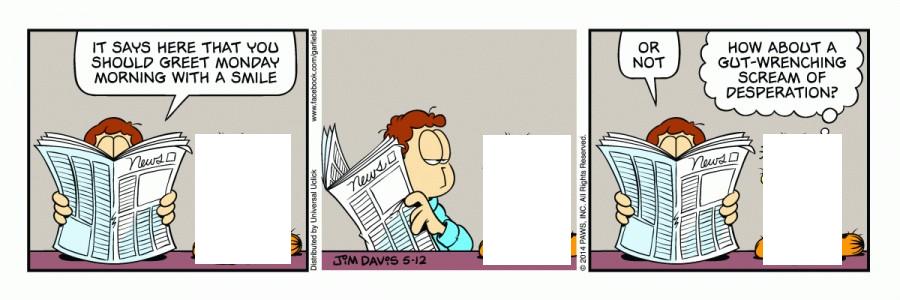 IT SAYS HERE THAT YOU
SHOULD GREET MONDAY
MORNING WITH A SMILE
News
www.facebook.com/garfield
Distributed by Universal Uclick
News
JIM DAVIS 5-12
© 2014 PAWS, INC. All Rights Reserved.
OR
NOT
HOW ABOUT A
GUT-WRENCHING
SCREAM OF
DESPERATION?
News